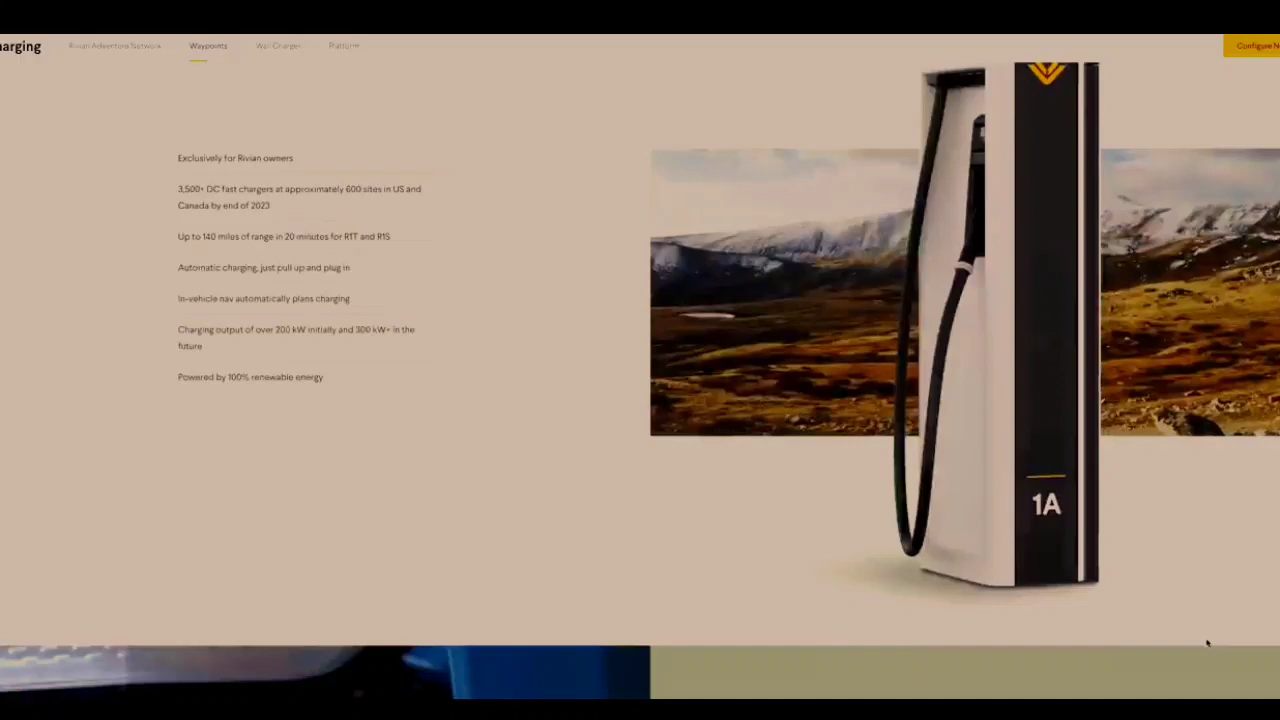 harging
Rivian Adventure Network
Waypoints
Wall Charger
Platform
Configure N
Exclusively for Rivian owners
3,500+ DC fast chargers at approximately 600 sites in US and
Canada by end of 2023
Up to 140 miles of range in 20 minutes for R1T and R1S
Automatic charging, just pull up and plug in
In-vehicle nav automatically plans charging
Charging output of over 200 kW initially and 300 kW+ in the
future
Powered by 100% renewable energy
1A